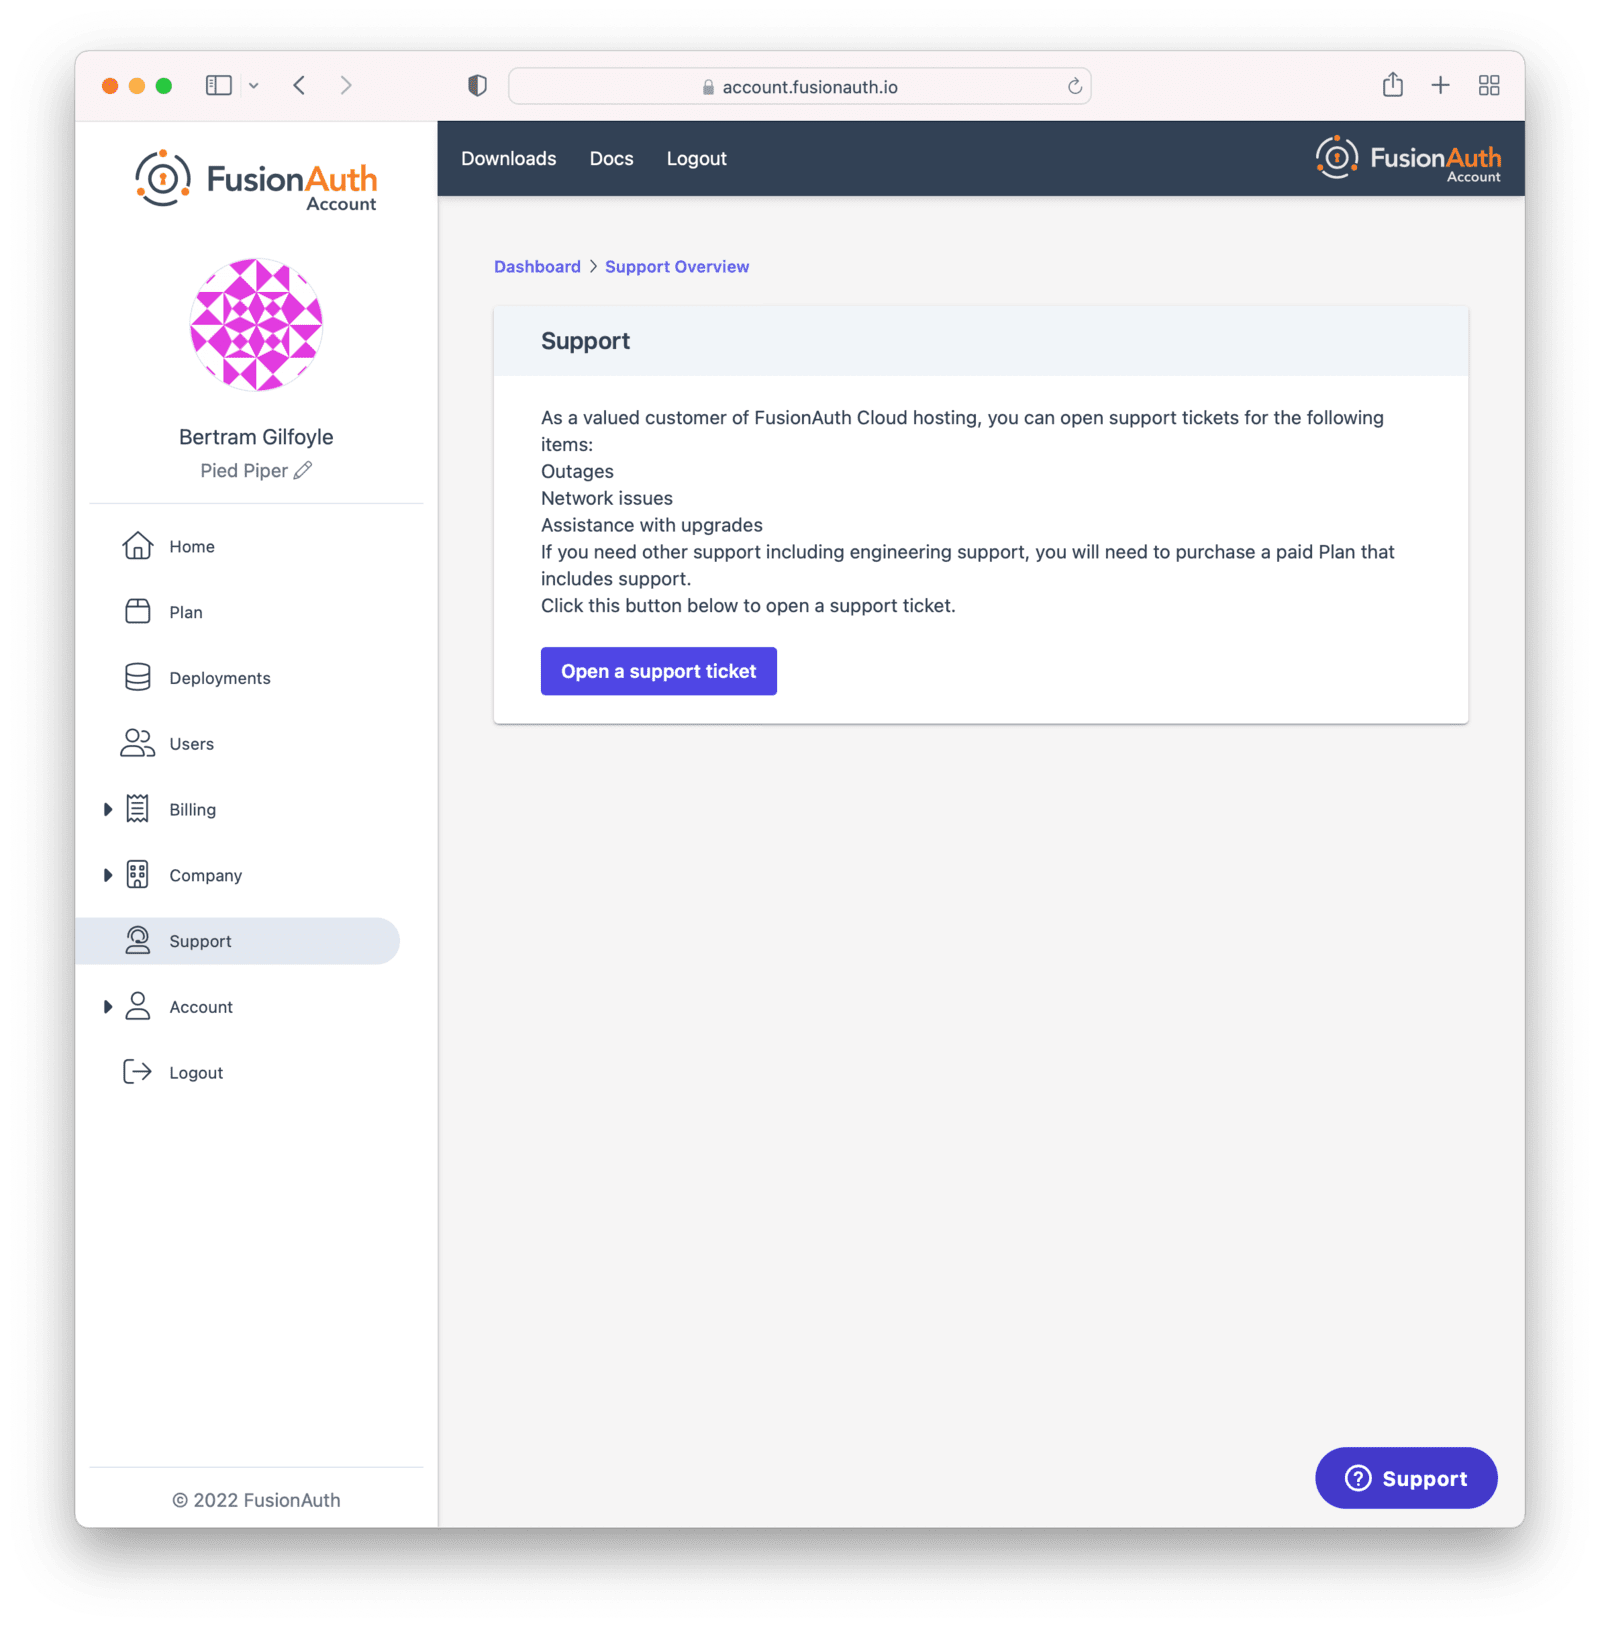 account.fusionauth.io
FusionAuth
Account
Bertram Gilfoyle
Pied Piper
Home
Plan
Deployments
Users
Billing
Company
Support
Account
Logout
© 2022 FusionAuth
Downloads Docs Logout
FusionAuth
Account
Dashboard > Support Overview
Support
As a valued customer of FusionAuth Cloud hosting, you can open support tickets for the following
items:
Outages
Network issues
Assistance with upgrades
If you need other support including engineering support, you will need to purchase a paid Plan that
includes support.
Click this button below to open a support ticket.
Open a support ticket
Support